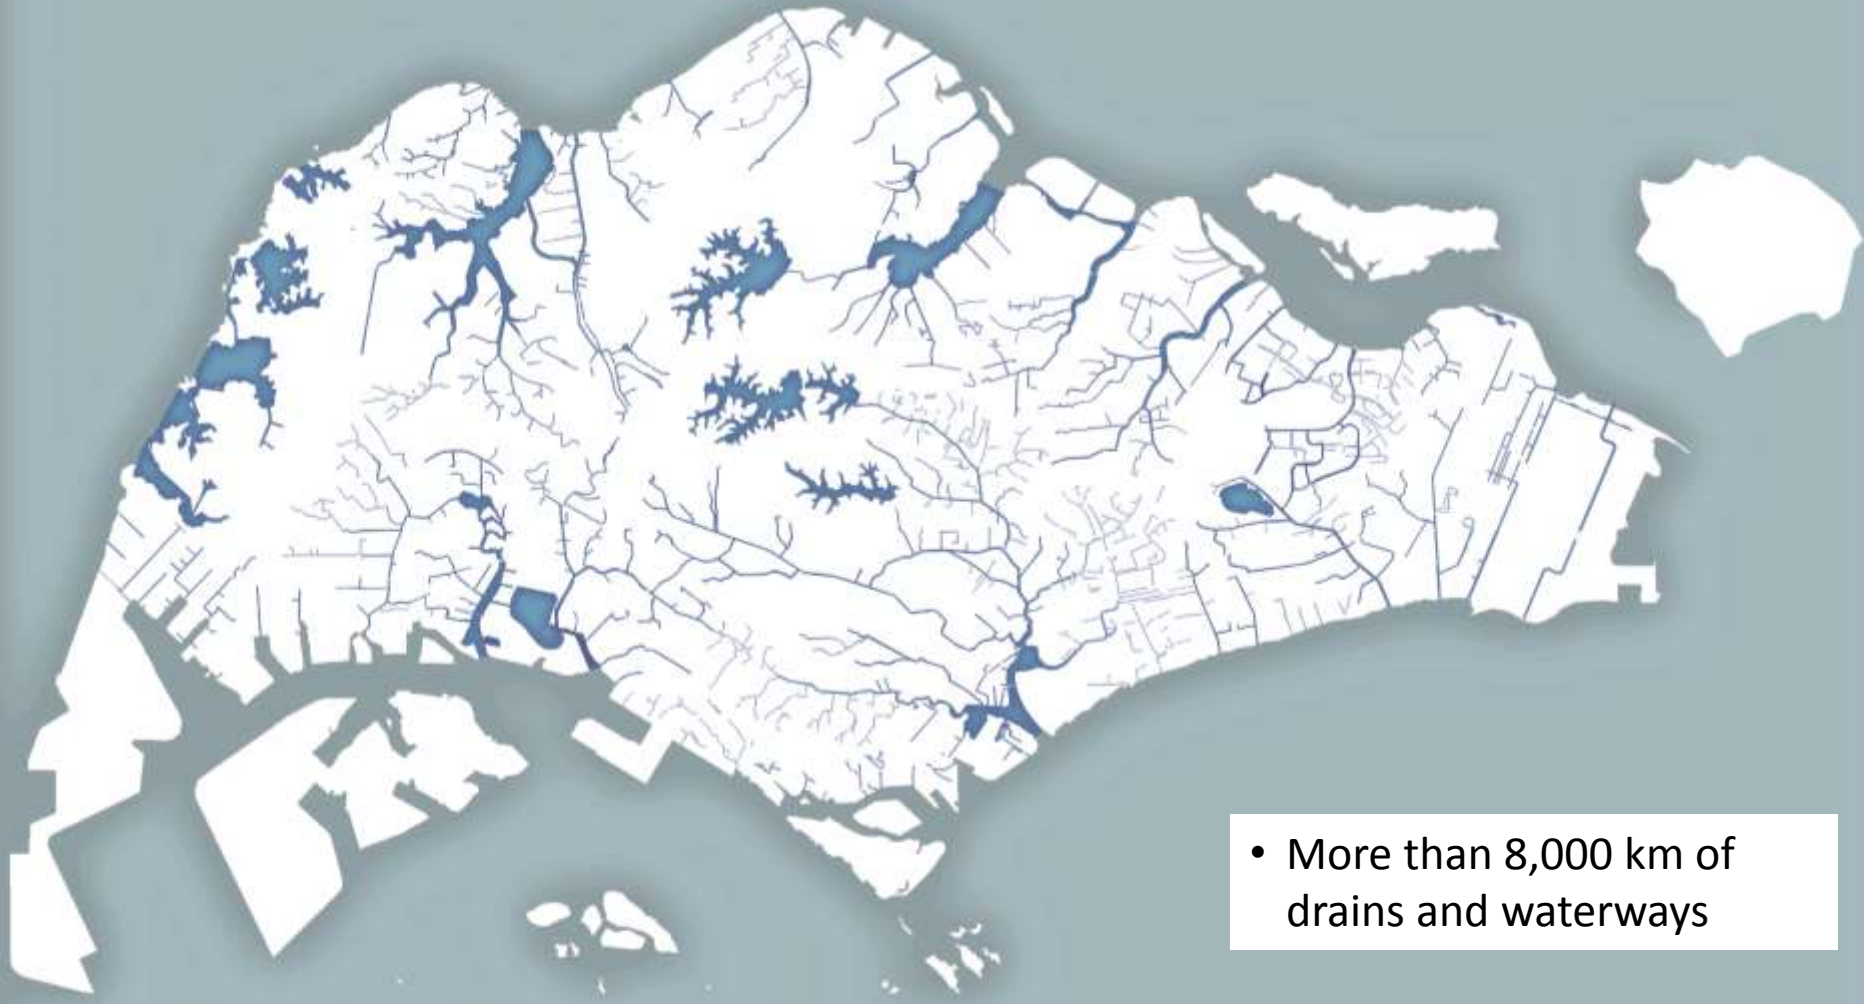 • More than 8,000 km of
drains and waterways